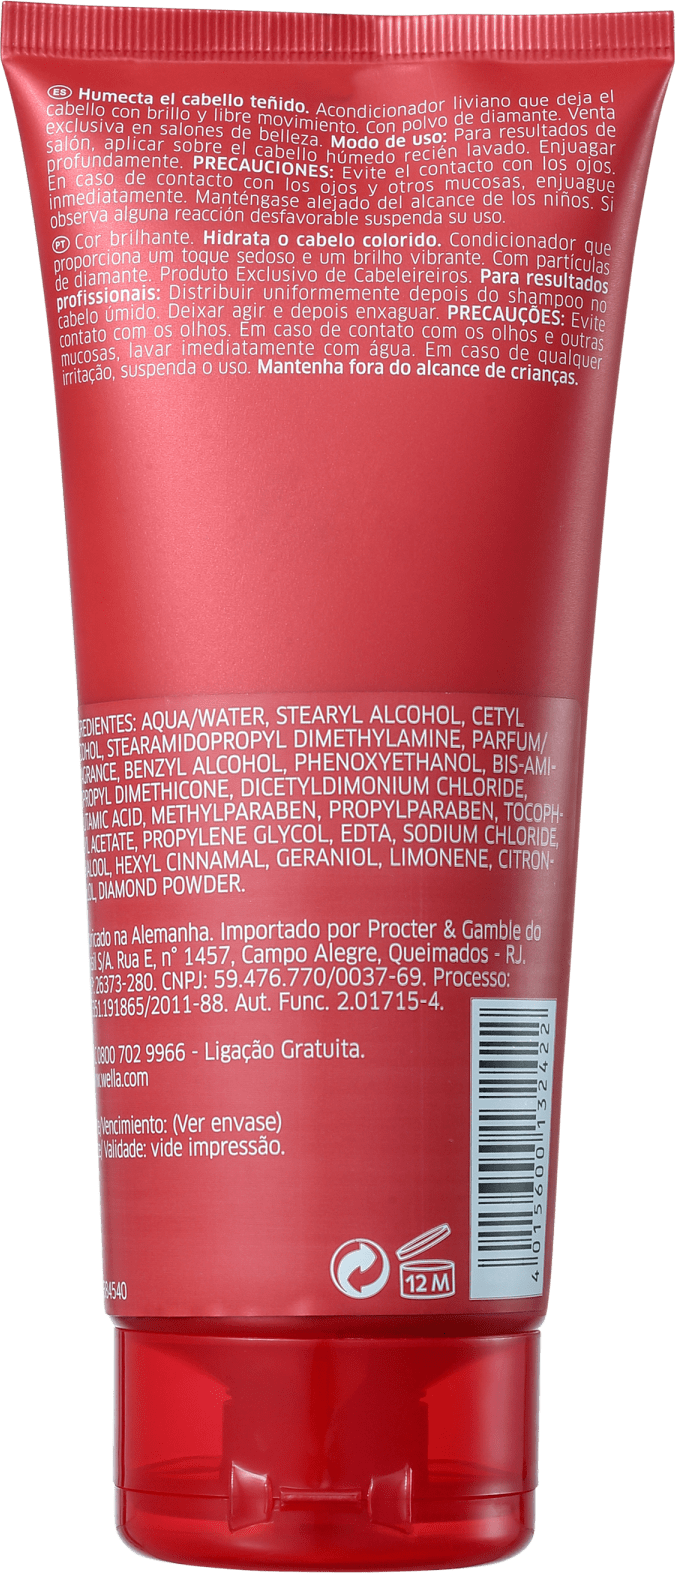 ES Humecta el cabello teñido. Acondicionador liviano que deja el
cabello con brillo y libre movimiento. Con polvo de diamante. Venta
exclusiva en salones de belleza. Modo de uso: Para resultados de
salón, aplicar sobre el cabello húmedo recién lavado. Enjuagar
profundamente. PRECAUCIONES: Evite el contacto con los ojos.
En caso de contacto con los ojos y otros mucosas, enjuague
inmediatamente. Manténgase alejado del alcance de los niños. Si
observa alguna reacción desfavorable suspenda su uso.
PT Cor brilhante. Hidrata o cabelo colorido. Condicionador que
proporciona um toque sedoso e um brilho vibrante. Com partículas
de diamante. Produto Exclusivo de Cabeleireiros. Para resultados
profissionais: Distribuir uniformemente depois do shampoo no
cabelo úmido. Deixar agir e depois enxaguar. PRECAUÇÕES: Evite
contato com os olhos. Em caso de contato com os olhos e outras
mucosas, lavar imediatamente com água. Em caso de qualquer
irritação, suspenda o uso. Mantenha fora do alcance de crianças.
REDIENTES: AQUA/WATER, STEARYL ALCOHOL, CETYL
OHOL, STEARAMIDOPROPYL DIMETHYLAMINE, PARFUM/
GRANCE, BENZYL ALCOHOL, PHENOXYETHANOL, BIS-AMI-
PROPYL DIMETHICONE, DICETYLDIMONIUM CHLORIDE,
UTAMIC ACID, METHYLPARABEN, PROPYLPARABEN, TOCOPH-
YL ACETATE, PROPYLENE GLYCOL, EDTA, SODIUM CHLORIDE,
ALOOL, HEXYL CINNAMAL, GERANIOL, LIMONENE, CITRON-
LOL, DIAMOND POWDER.
bricado na Alemanha. Importado por Procter & Gamble do
sil S/A. Rua E, n° 1457, Campo Alegre, Queimados - RJ.
26373-280. CNPJ: 59.476.770/0037-69. Processo:
351.191865/2011-88. Aut. Func. 2.01715-4.
0800 702 9966 - Ligação Gratuita.
w.wella.com
/Vencimiento: (Ver envase)
/ Validade: vide impressão.
12 M
4 015600 132422
84540